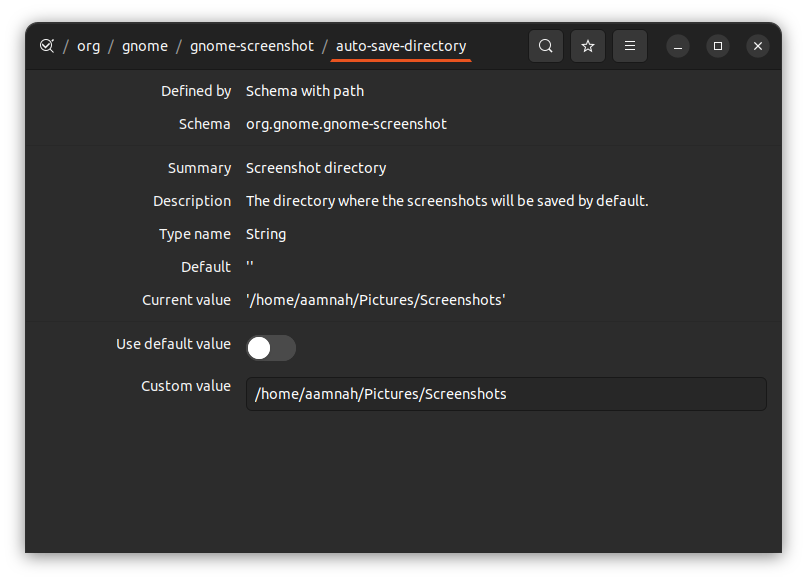 / org / gnome / gnome-screenshot / auto-save-directory
Defined by Schema with path
Schema org.gnome.gnome-screenshot
Summary Screenshot directory
Description The directory where the screenshots will be saved by default.
Type name String
Default ''
Current value '/home/aamnah/Pictures/Screenshots'
Use default value
Custom value /home/aamnah/Pictures/Screenshots